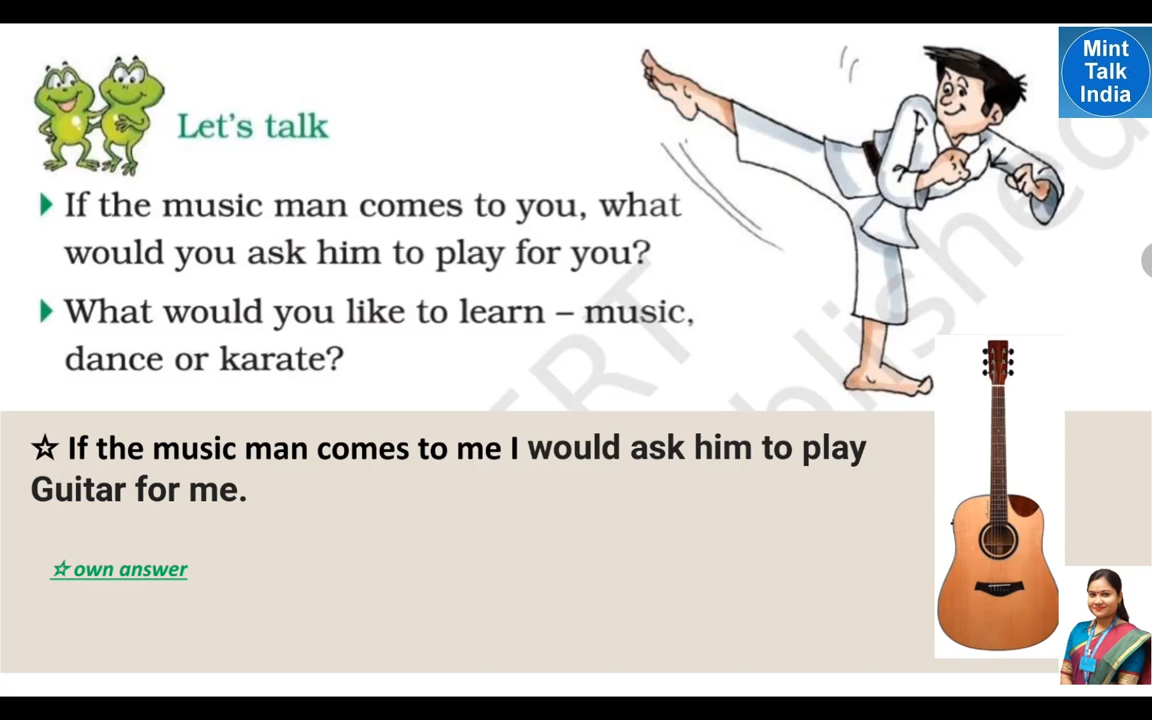 Mint
Talk
India
Let's talk
If the music man comes to you, what
would you ask him to play for you?
What would you like to learn – music,
dance or karate?
☆ If the music man comes to me I would ask him to play
Guitar for me.
☆ own answer